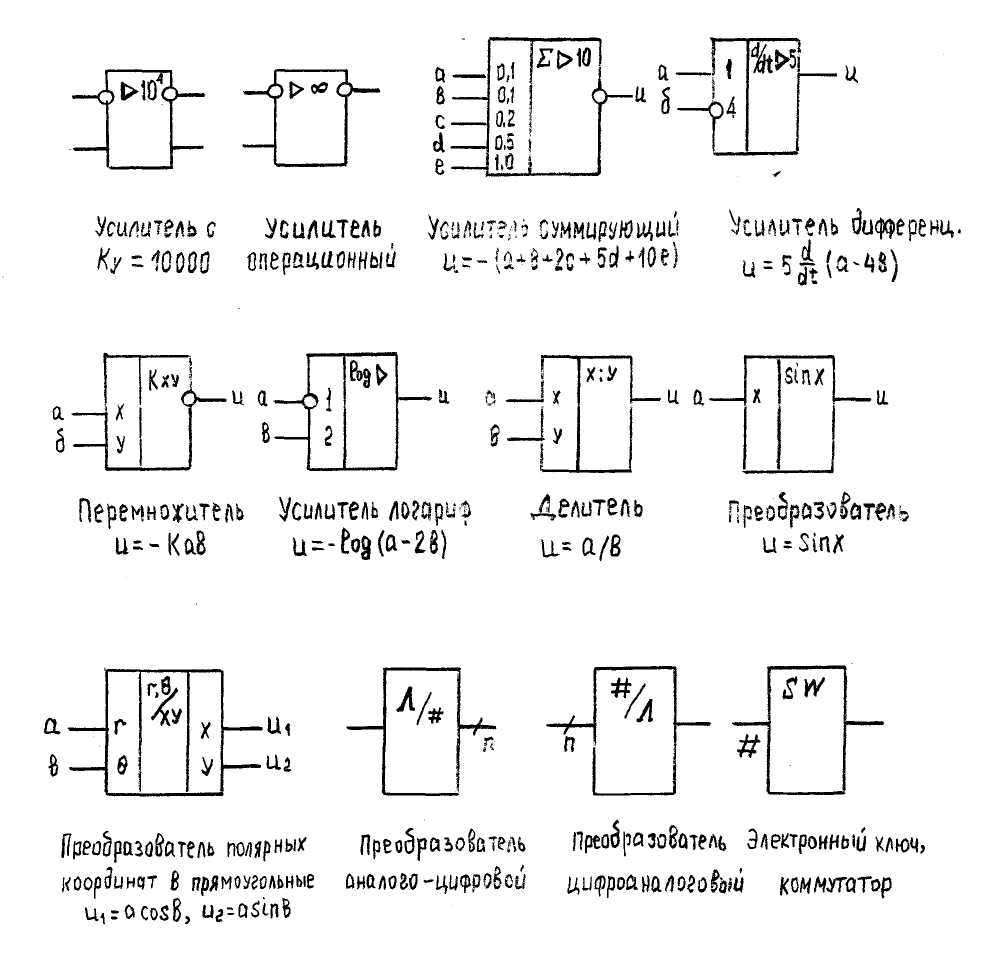 ▷10⁴
▷ ∞
a 0,1 Σ▷10
в 0,1 u
c 0,2
d 0,5
e 1,0
a 1 d/dt▷5 u
б 4
Усилитель с
Kу = 10000
Усилитель
операционный
Усилитель суммирующий
u=-(a+в+2c+5d+10e)
Усилитель дифференц.
u = 5 d/dt (a-4в)
Kxy u
a x
б y
log ▷
a 1 u
в 2
x:y
a x u
в y
sinx
a x u
Перемножитель
u=-Kaв
Усилитель логариф
u=-log(a-2в)
Делитель
u= a/в
Преобразователь
u=sinx
r,θ/xy
a r x u₁
в θ y u₂
Λ/#
n
#/Λ
n
SW
#
Преобразователь полярных
координат в прямоугольные
u₁=a cosв, u₂=asinв
Преобразователь
аналого-цифровой
Преобразователь
цифроаналоговый
Электронный ключ,
коммутатор